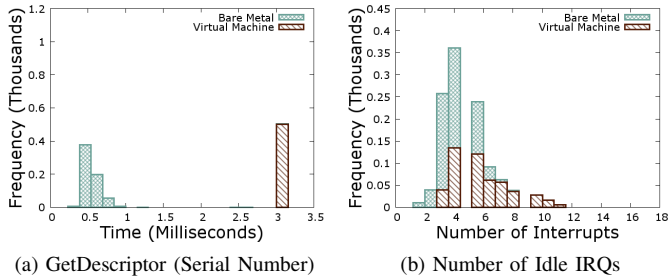 Frequency (Thousands)
1.2
1
0.8
0.6
0.4
0.2
0
Bare Metal
Virtual Machine
0 0.5 1 1.5 2 2.5 3 3.5
Time (Milliseconds)
(a) GetDescriptor (Serial Number)
Frequency (Thousands)
0.45
0.4
0.35
0.3
0.25
0.2
0.15
0.1
0.05
0
Bare Metal
Virtual Machine
0 2 4 6 8 10 12 14 16 18
Number of Interrupts
(b) Number of Idle IRQs